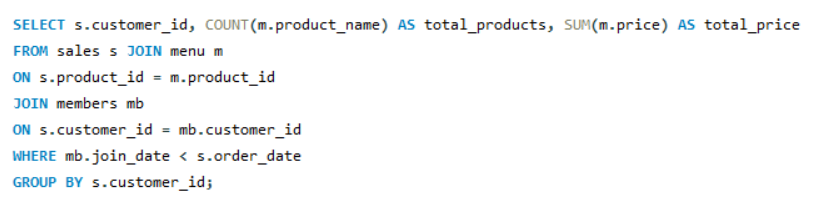 SELECT s.customer_id, COUNT(m.product_name) AS total_products, SUM(m.price) AS total_price
FROM sales s JOIN menu m
ON s.product_id = m.product_id
JOIN members mb
ON s.customer_id = mb.customer_id
WHERE mb.join_date < s.order_date
GROUP BY s.customer_id;